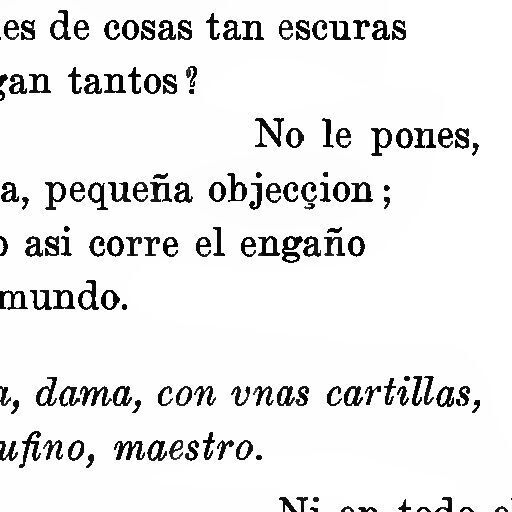 es de cosas tan escuras
gan tantos?
No le pones,
a, pequeña objecçion;
o asi corre el engaño
mundo.
a, dama, con vnas cartillas,
ufino, maestro.
Ni en todo el